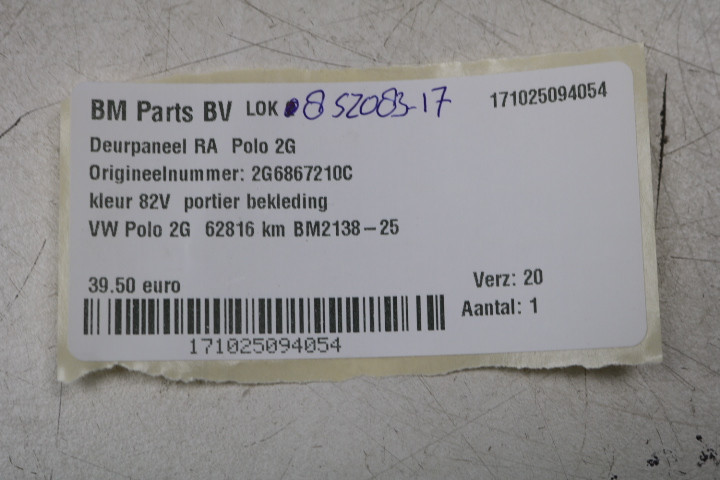 BM Parts BV LOK 8 52083-17 171025094054
Deurpaneel RA Polo 2G
Origineelnummer: 2G6867210C
kleur 82V portier bekleding
VW Polo 2G 62816 km BM2138-25
39.50 euro Verz: 20
Aantal: 1
171025094054